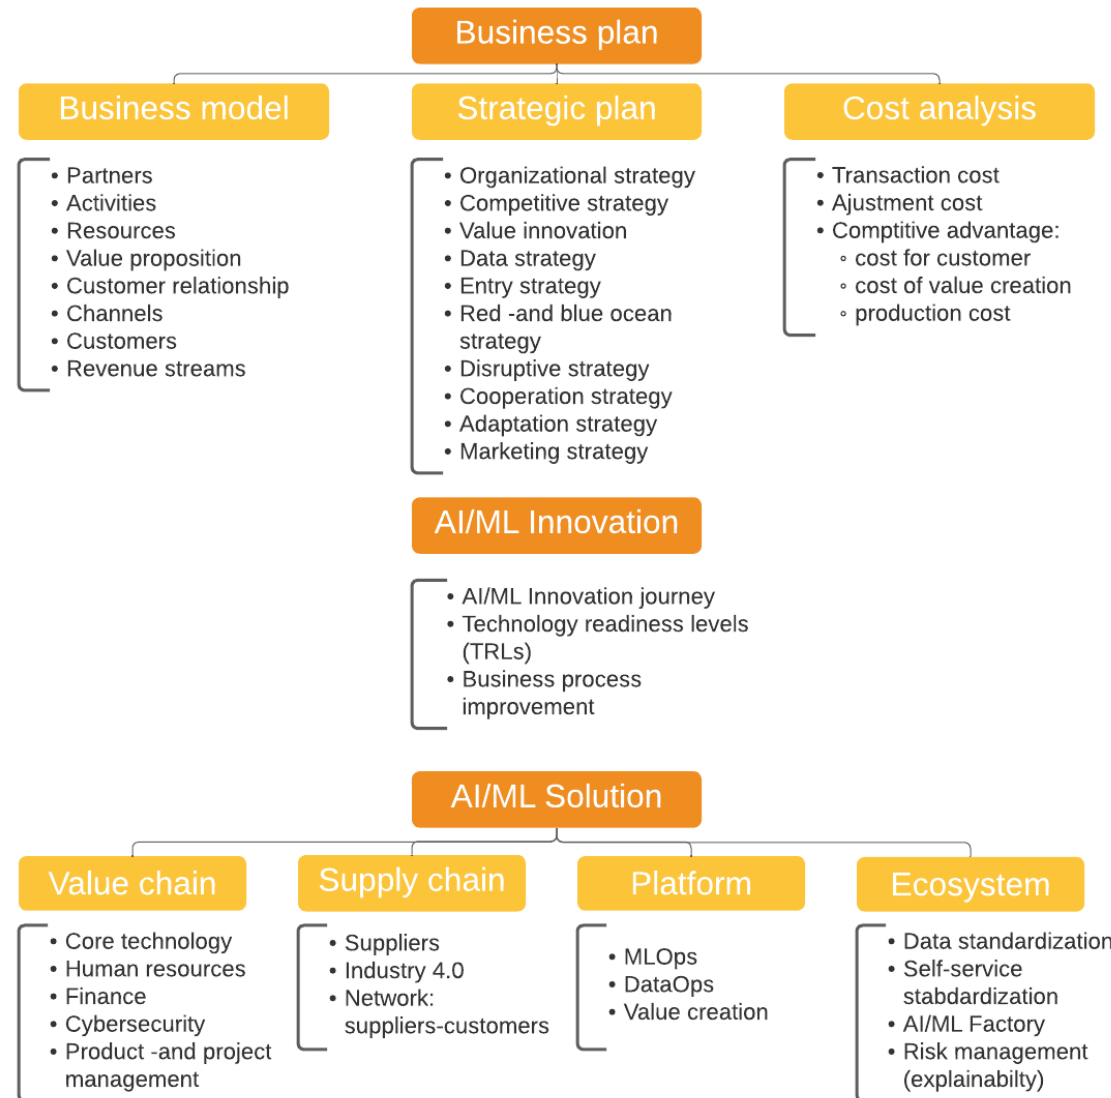 Business plan
Business model
• Partners
• Activities
• Resources
• Value proposition
• Customer relationship
• Channels
• Customers
• Revenue streams
Strategic plan
• Organizational strategy
• Competitive strategy
• Value innovation
• Data strategy
• Entry strategy
• Red -and blue ocean
strategy
• Disruptive strategy
• Cooperation strategy
• Adaptation strategy
• Marketing strategy
Cost analysis
• Transaction cost
• Ajustment cost
• Comptitive advantage:
◦ cost for customer
◦ cost of value creation
◦ production cost
AI/ML Innovation
• AI/ML Innovation journey
• Technology readiness levels
(TRLs)
• Business process
improvement
AI/ML Solution
Value chain
• Core technology
• Human resources
• Finance
• Cybersecurity
• Product -and project
management
Supply chain
• Suppliers
• Industry 4.0
• Network:
suppliers-customers
Platform
• MLOps
• DataOps
• Value creation
Ecosystem
• Data standardization
• Self-service
stabdardization
• AI/ML Factory
• Risk management
(explainabilty)